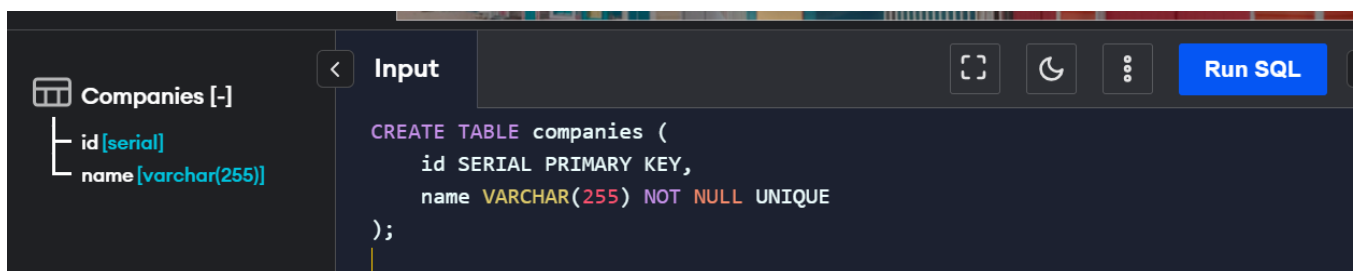 Companies [-]
id [serial]
name [varchar(255)]
Input
Run SQL
CREATE TABLE companies (
    id SERIAL PRIMARY KEY,
    name VARCHAR(255) NOT NULL UNIQUE
);